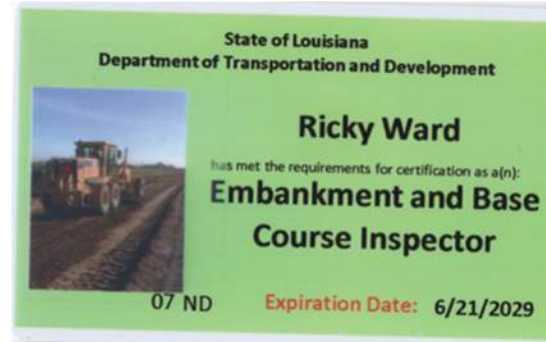 State of Louisiana
Department of Transportation and Development
Ricky Ward
has met the requirements for certification as a(n):
Embankment and Base
Course Inspector
07 ND Expiration Date: 6/21/2029